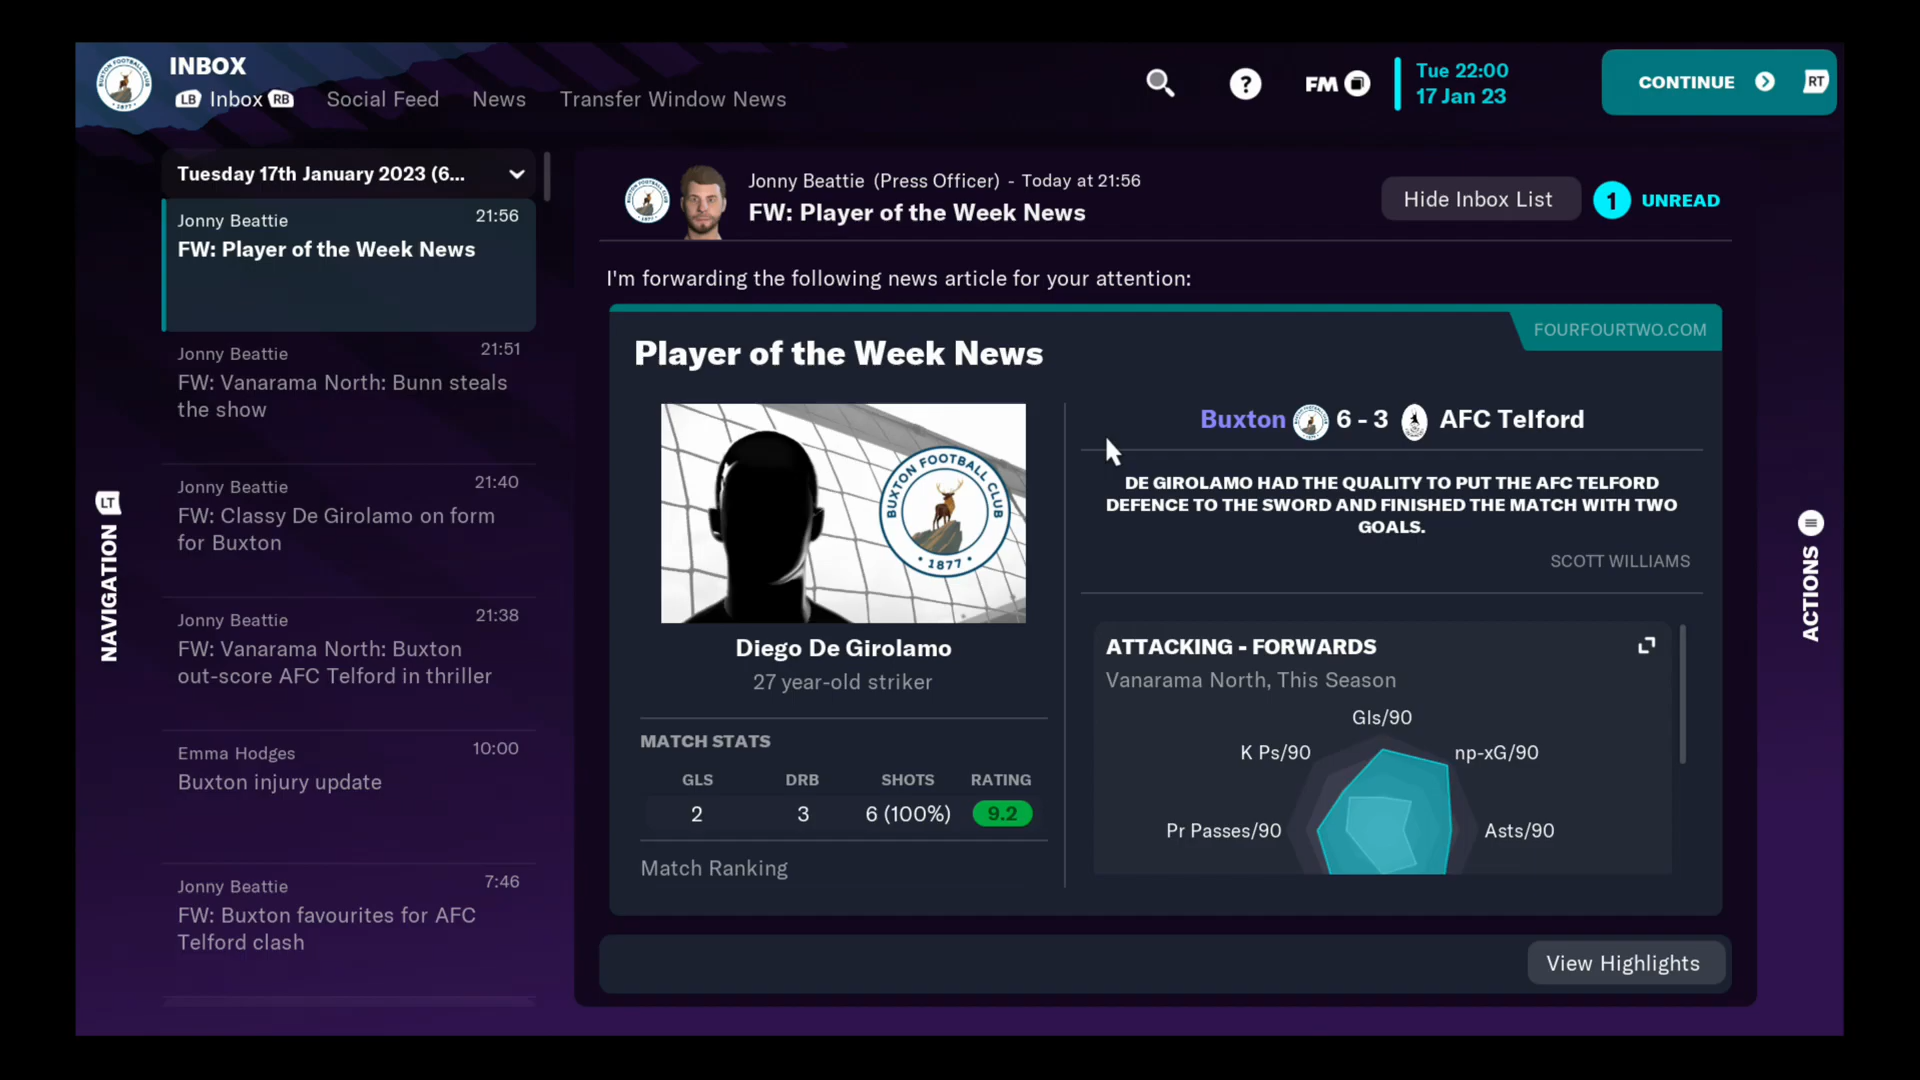 INBOX
LB Inbox RB
Social Feed
News
Transfer Window News
?
FM
Tue 22:00
17 Jan 23
CONTINUE
RT
Tuesday 17th January 2023 (6...
Jonny Beattie
21:56
FW: Player of the Week News
Jonny Beattie
21:51
FW: Vanarama North: Bunn steals
the show
Jonny Beattie
21:40
FW: Classy De Girolamo on form
for Buxton
Jonny Beattie
21:38
FW: Vanarama North: Buxton
out-score AFC Telford in thriller
Emma Hodges
10:00
Buxton injury update
Jonny Beattie
7:46
FW: Buxton favourites for AFC
Telford clash
LT
NAVIGATION
Jonny Beattie (Press Officer) - Today at 21:56
FW: Player of the Week News
Hide Inbox List
1 UNREAD
I'm forwarding the following news article for your attention:
FOURFOURTWO.COM
Player of the Week News
BUXTON FOOTBALL CLUB
• 1877 •
Diego De Girolamo
27 year-old striker
MATCH STATS
GLS DRB SHOTS RATING
2 3 6 (100%) 9.2
Match Ranking
Buxton 6 - 3 AFC Telford
DE GIROLAMO HAD THE QUALITY TO PUT THE AFC TELFORD
DEFENCE TO THE SWORD AND FINISHED THE MATCH WITH TWO
GOALS.
SCOTT WILLIAMS
ATTACKING - FORWARDS
Vanarama North, This Season
Gls/90
K Ps/90
np-xG/90
Pr Passes/90
Asts/90
View Highlights
ACTIONS